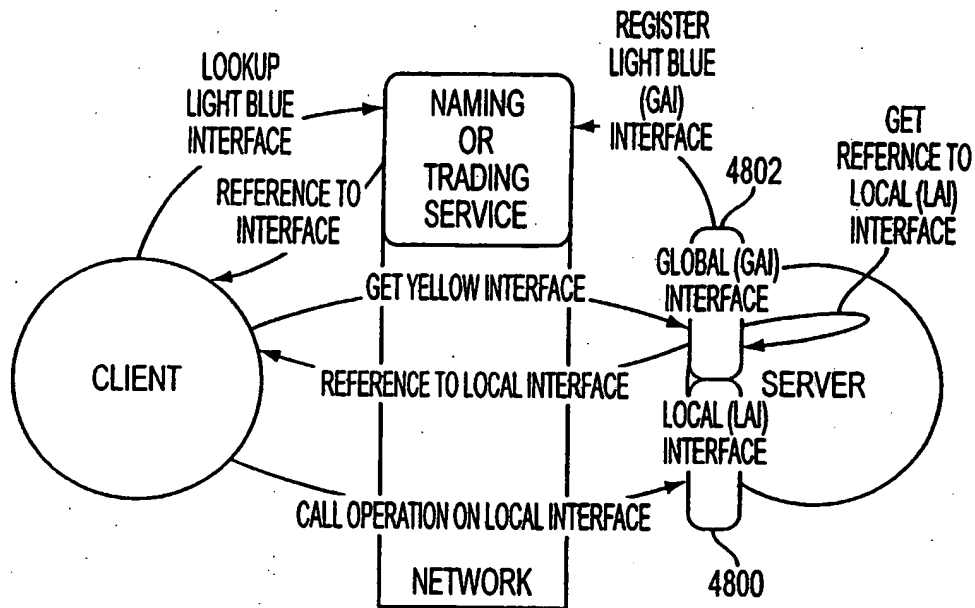 LOOKUP
LIGHT BLUE
INTERFACE
NAMING
OR
TRADING
SERVICE
REGISTER
LIGHT BLUE
(GAI)
INTERFACE
GET
REFERNCE TO
LOCAL (LAI)
INTERFACE
4802
REFERENCE TO
INTERFACE
GLOBAL (GAI)
INTERFACE
GET YELLOW INTERFACE
CLIENT
REFERENCE TO LOCAL INTERFACE
SERVER
LOCAL (LAI)
INTERFACE
CALL OPERATION ON LOCAL INTERFACE
NETWORK
4800